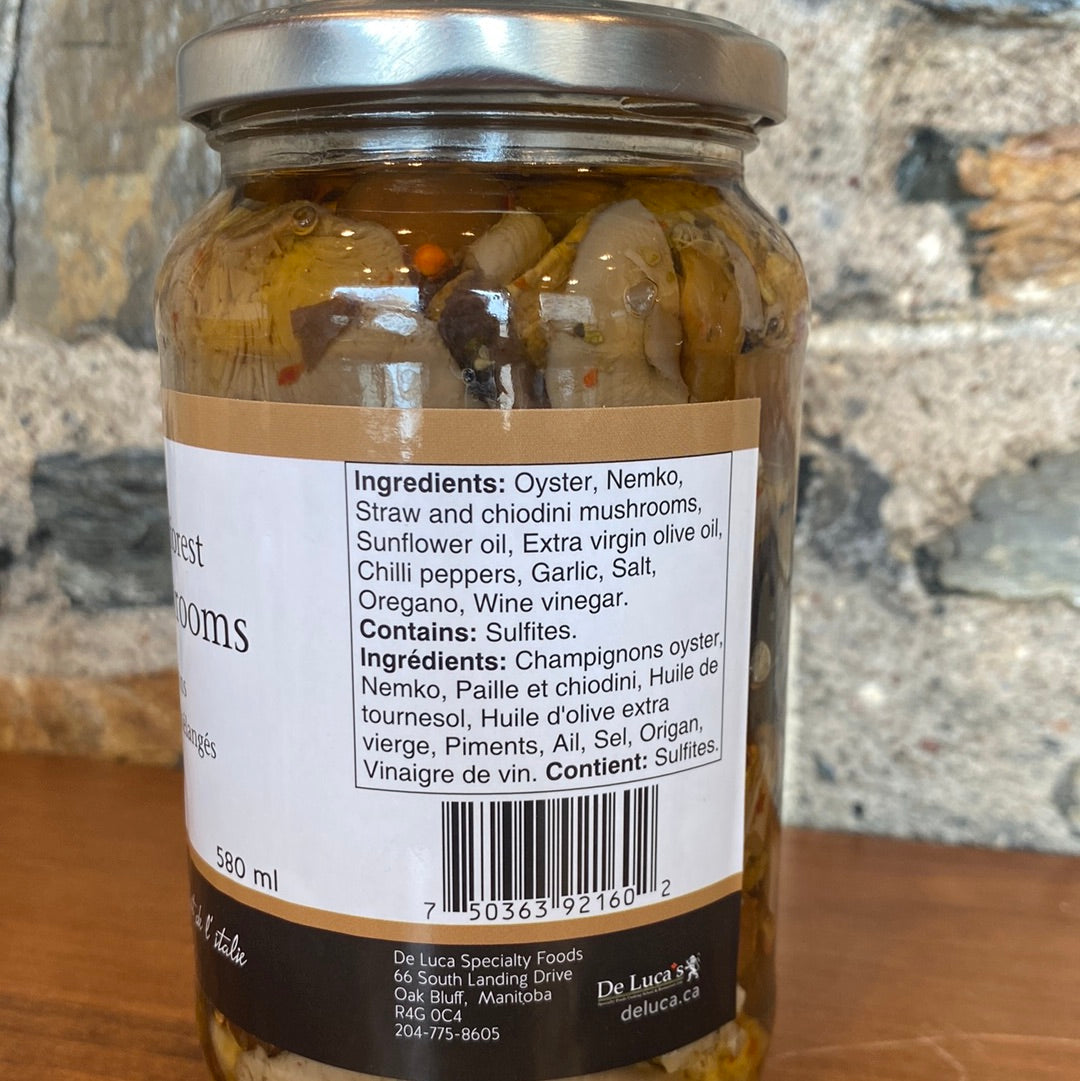 rooms
angés
580 ml
de l'italie
Ingredients: Oyster, Nemko,
Straw and chiodini mushrooms,
Sunflower oil, Extra virgin olive oil,
Chilli peppers, Garlic, Salt,
Oregano, Wine vinegar.
Contains: Sulfites.
Ingrédients: Champignons oyster,
Nemko, Paille et chiodini, Huile de
tournesol, Huile d'olive extra
vierge, Piments, Ail, Sel, Origan,
Vinaigre de vin. Contient: Sulfites.
7 50363 92160 2
De Luca Specialty Foods
66 South Landing Drive
Oak Bluff, Manitoba
R4G 0C4
204-775-8605
De Luca's
deluca.ca